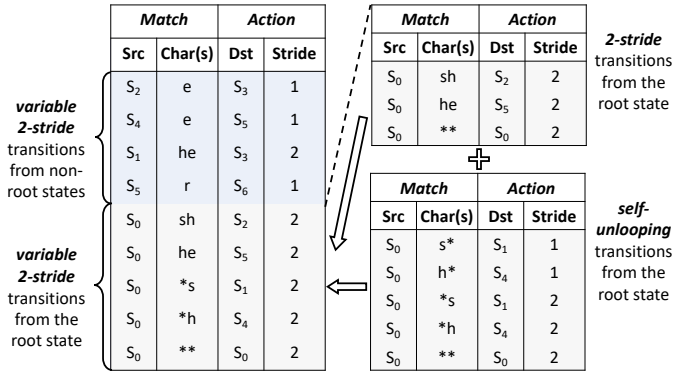 Match Action
Src Char(s) Dst Stride
S2 e S3 1
S4 e S5 1
S1 he S3 2
S5 r S6 1
S0 sh S2 2
S0 he S5 2
S0 *s S1 2
S0 *h S4 2
S0 ** S0 2
variable
2-stride
transitions
from non-
root states
variable
2-stride
transitions
from the
root state
Match Action
Src Char(s) Dst Stride
S0 sh S2 2
S0 he S5 2
S0 ** S0 2
2-stride
transitions
from the
root state
Match Action
Src Char(s) Dst Stride
S0 s* S1 1
S0 h* S4 1
S0 *s S1 2
S0 *h S4 2
S0 ** S0 2
self-
unlooping
transitions
from the
root state